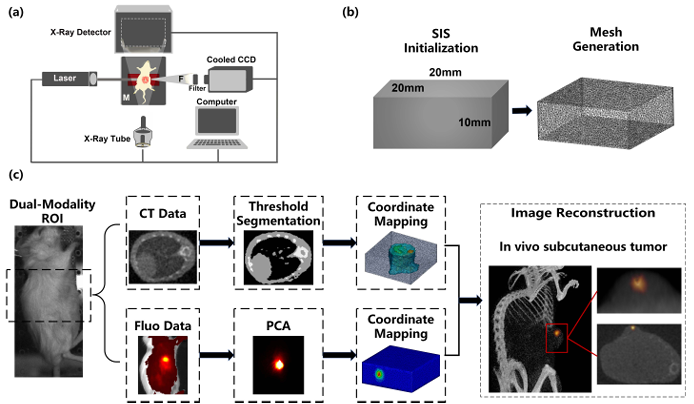 (a)
X-Ray Detector
Laser
M
F
Filter
Cooled CCD
Computer
X-Ray Tube
(b)
SIS
Initialization
20mm
20mm
10mm
Mesh
Generation
(c)
Dual-Modality
ROI
CT Data
Threshold
Segmentation
Coordinate
Mapping
Fluo Data
PCA
Coordinate
Mapping
Image Reconstruction
In vivo subcutaneous tumor